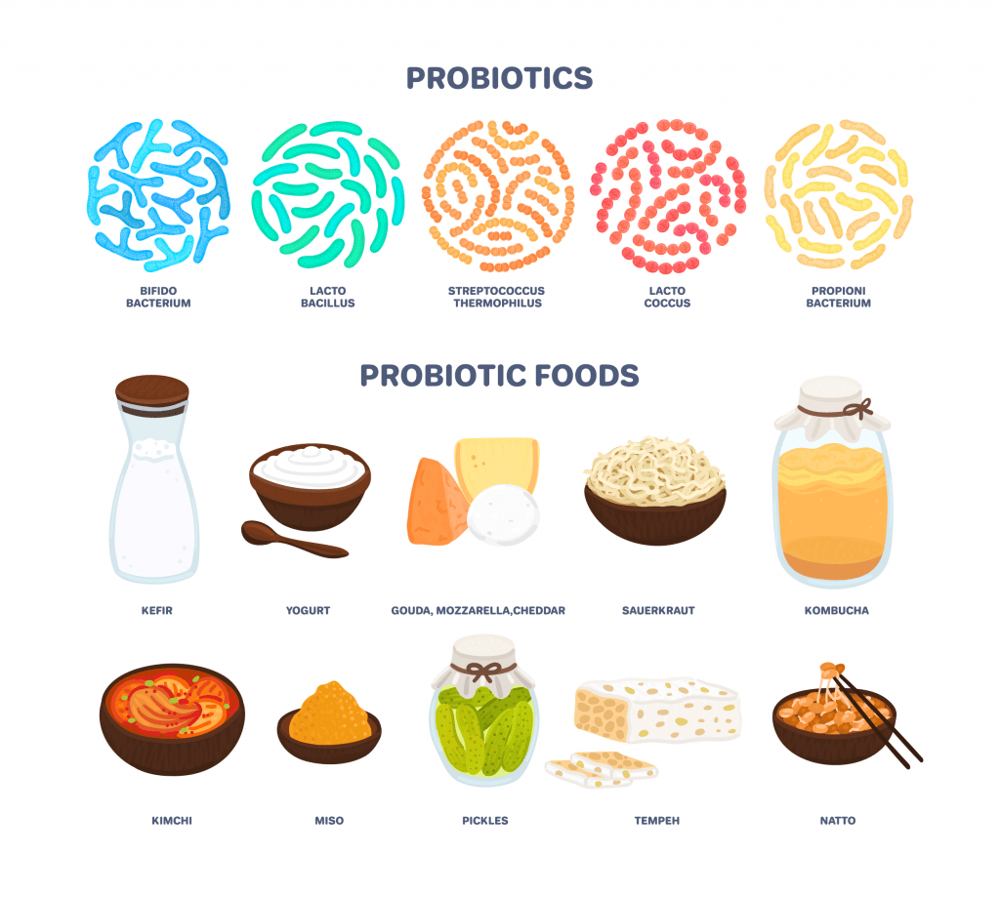 PROBIOTICS
BIFIDO
BACTERIUM
LACTO
BACILLUS
STREPTOCOCCUS
THERMOPHILUS
LACTO
COCCUS
PROPIONI
BACTERIUM
PROBIOTIC FOODS
KEFIR
YOGURT
GOUDA, MOZZARELLA,CHEDDAR
SAUERKRAUT
KOMBUCHA
KIMCHI
MISO
PICKLES
TEMPEH
NATTO